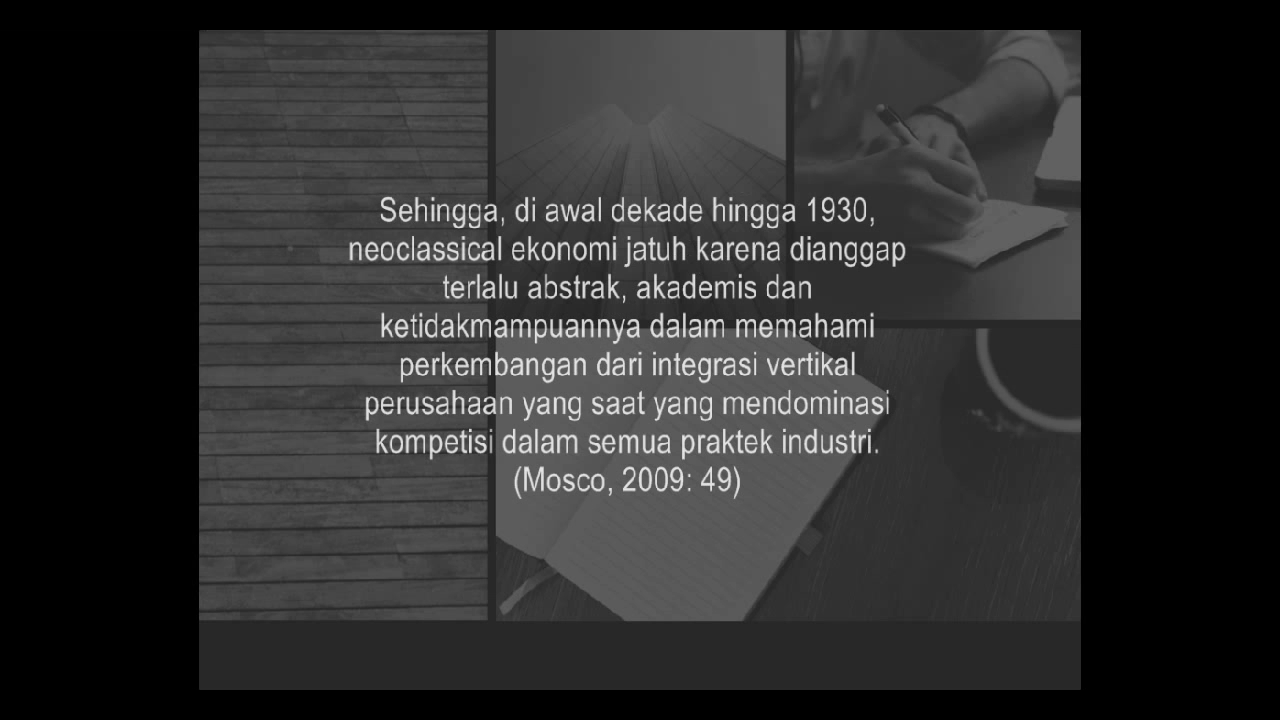 Sehingga, di awal dekade hingga 1930,
neoclassical ekonomi jatuh karena dianggap
terlalu abstrak, akademis dan
ketidakmampuannya dalam memahami
perkembangan dari integrasi vertikal
perusahaan yang saat yang mendominasi
kompetisi dalam semua praktek industri.
(Mosco, 2009: 49)